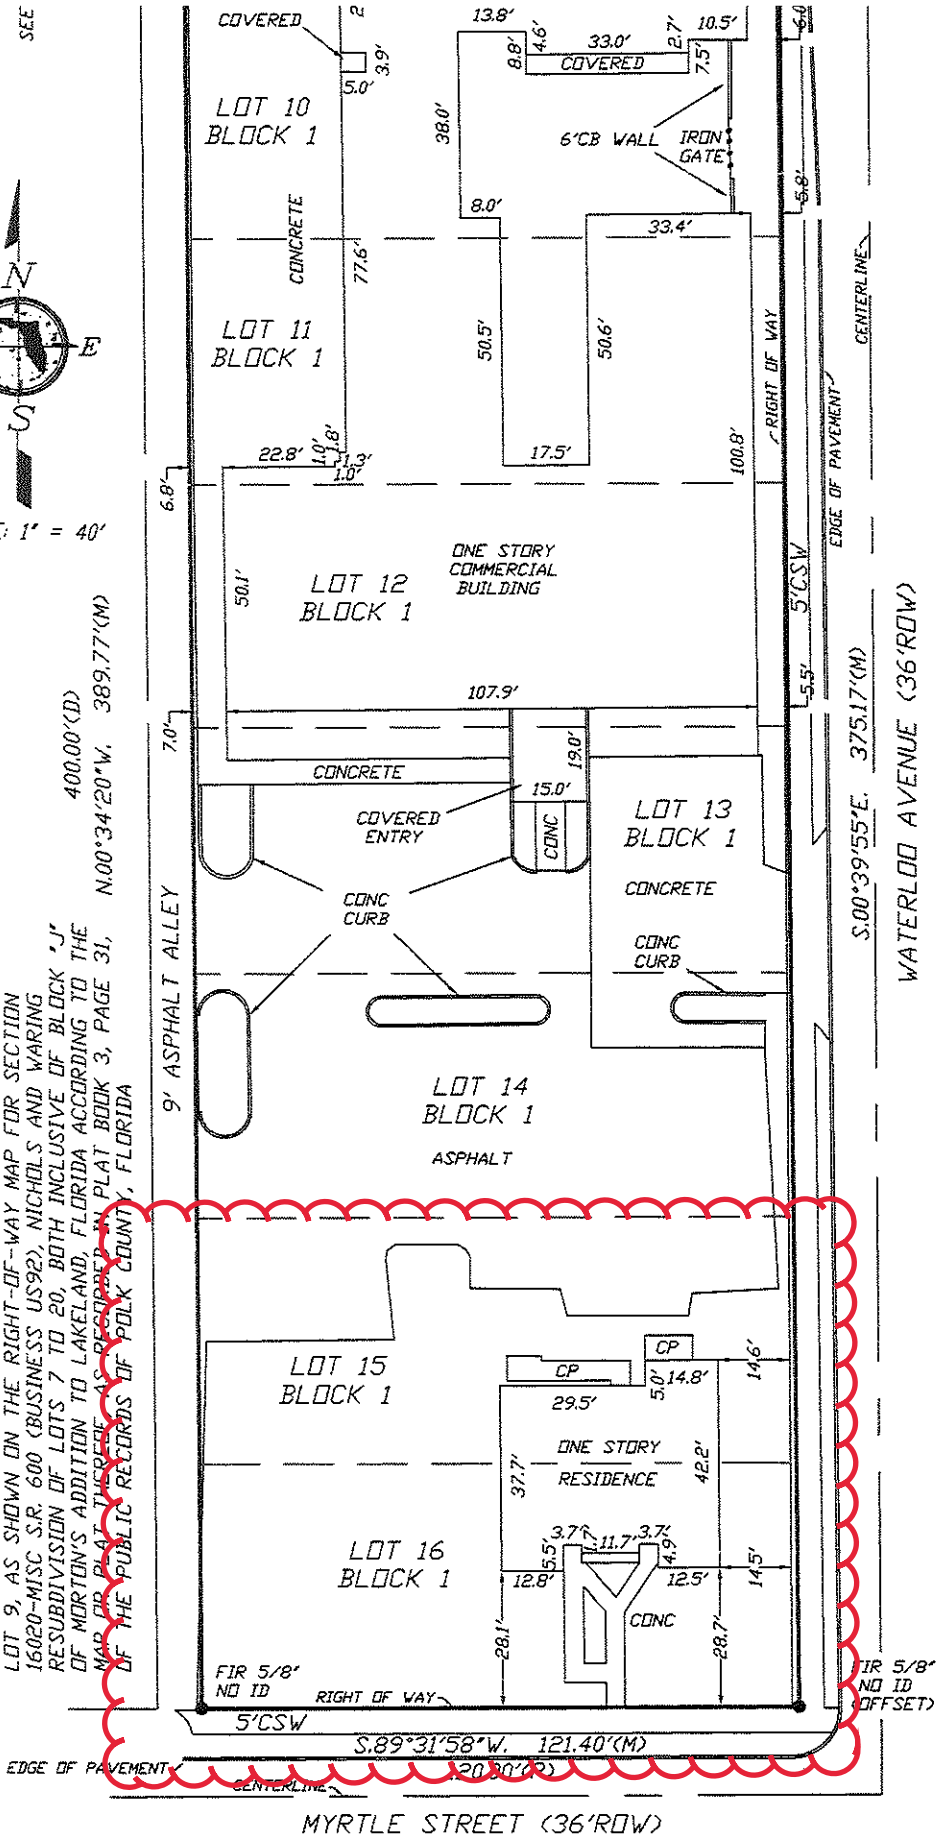 SEE
COVERED
2
3.9'
5.0'
LOT 10
BLOCK 1
13.8'
8.8'
4.6'
33.0'
COVERED
2.7'
7.5'
10.5'
6.0
38.0'
6'CB WALL
IRON
GATE
5.8'
8.0'
33.4'
CONCRETE
77.6'
CENTERLINE
N
E
S
LOT 11
BLOCK 1
50.5'
50.6'
RIGHT OF WAY
EDGE OF PAVEMENT
22.8'
1.0'
1.8'
1.3'
1.0'
17.5'
100.8'
6.8'
1" = 40'
50.1'
LOT 12
BLOCK 1
ONE STORY
COMMERCIAL
BUILDING
5'CSW
107.9'
5.5'
7.0'
400.00'(D)
N.00°34'20"W. 389.77'(M)
CONCRETE
19.0'
15.0'
COVERED
ENTRY
CONC
LOT 13
BLOCK 1
CONCRETE
S.00°39'55"E. 375.17'(M)
WATERLOO AVENUE (36'ROW)
CONC
CURB
CONC
CURB
9' ASPHALT ALLEY
LOT 14
BLOCK 1
ASPHALT
LOT 9, AS SHOWN ON THE RIGHT-OF-WAY MAP FOR SECTION
16020-MISC S.R. 600 (BUSINESS US92), NICHOLS AND WARING
RESUBDIVISION OF LOTS 7 TO 20, BOTH INCLUSIVE OF BLOCK "J"
OF MORTON'S ADDITION TO LAKELAND, FLORIDA ACCORDING TO THE
MAP OR PLAT THEREOF, AS RECORDED IN PLAT BOOK 3, PAGE 31,
OF THE PUBLIC RECORDS OF POLK COUNTY, FLORIDA
LOT 15
BLOCK 1
CP
CP
29.5'
5.0'
14.8'
14.6'
ONE STORY
RESIDENCE
37.7'
42.2'
LOT 16
BLOCK 1
3.7'
1.7'
11.7'
3.7'
5.5'
4.9'
12.8'
12.5'
14.5'
CONC
28.1'
28.7'
FIR 5/8"
NO ID
RIGHT OF WAY
FIR 5/8"
NO ID
(OFFSET)
5'CSW
S.89°31'58"W. 121.40'(M)
EDGE OF PAVEMENT
CENTERLINE
MYRTLE STREET (36'ROW)